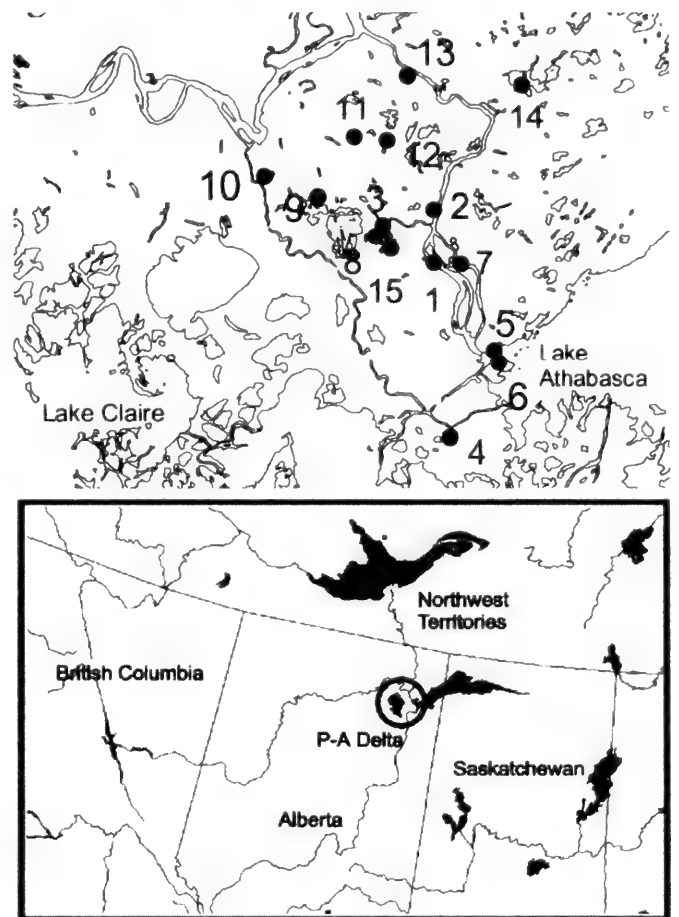 13
14
11
12
10
9
3
2
8
7
15
1
5
Lake
Athabasca
6
Lake Claire
4
Northwest
Territories
British Columbia
P-A Delta
Saskatchewan
Alberta